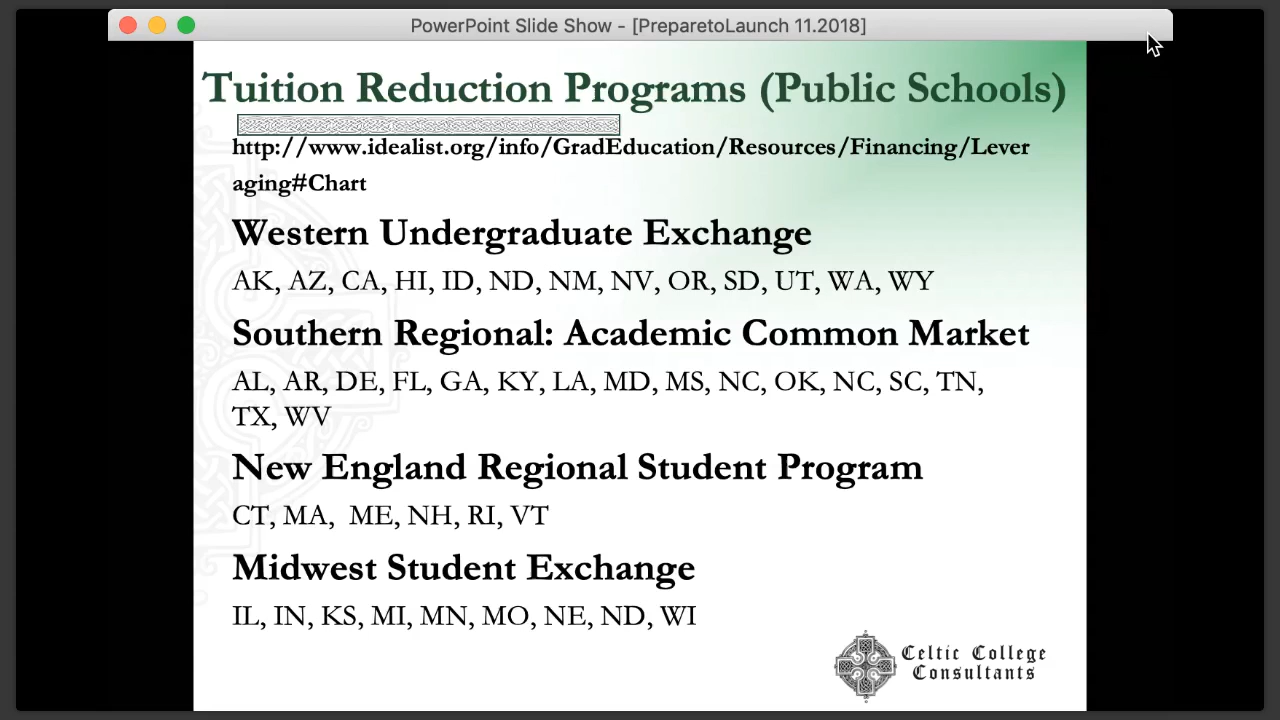 PowerPoint Slide Show - [PreparetoLaunch 11.2018]
Tuition Reduction Programs (Public Schools)
http://www.idealist.org/info/GradEducation/Resources/Financing/Lever
aging#Chart
Western Undergraduate Exchange
AK, AZ, CA, HI, ID, ND, NM, NV, OR, SD, UT, WA, WY
Southern Regional: Academic Common Market
AL, AR, DE, FL, GA, KY, LA, MD, MS, NC, OK, NC, SC, TN,
TX, WV
New England Regional Student Program
CT, MA,  ME, NH, RI, VT
Midwest Student Exchange
IL, IN, KS, MI, MN, MO, NE, ND, WI
Celtic College
Consultants